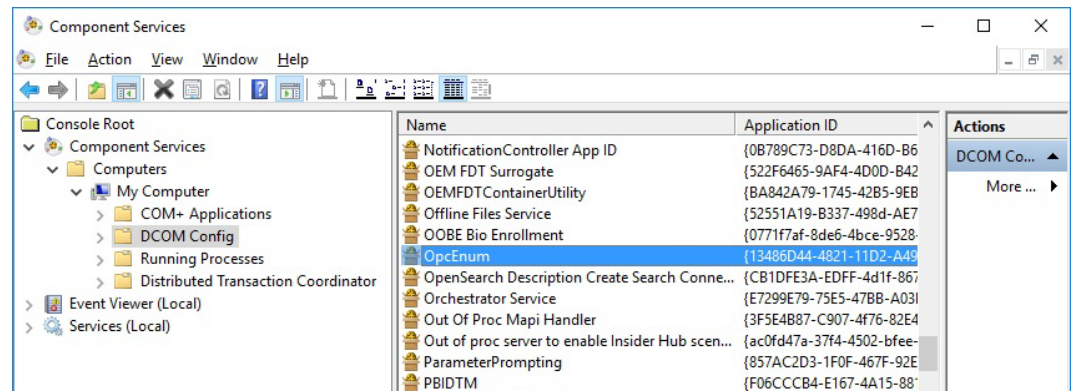 Component Services
File Action View Window Help
Console Root
Component Services
Computers
My Computer
COM+ Applications
DCOM Config
Running Processes
Distributed Transaction Coordinator
Event Viewer (Local)
Services (Local)
Name Application ID
NotificationController App ID {0B789C73-D8DA-416D-B6
OEM FDT Surrogate {522F6465-9AF4-4D0D-B42
OEMFDTContainerUtility {BA842A79-1745-42B5-9EB
Offline Files Service {52551A19-B337-498d-AE7
OOBE Bio Enrollment {0771f7af-8de6-4bce-9528-
OpcEnum {13486D44-4821-11D2-A49
OpenSearch Description Create Search Conne... {CB1DFE3A-EDFF-4d1f-867
Orchestrator Service {E7299E79-75E5-47BB-A03
Out Of Proc Mapi Handler {3F5E4B87-C907-4f76-82E4
Out of proc server to enable Insider Hub scen... {ac0fd47a-37f4-4502-bfee-
ParameterPrompting {857AC2D3-1F0F-467F-92E
PBIDTM {F06CCCB4-E167-4A15-88
Actions
DCOM Co...
More ...